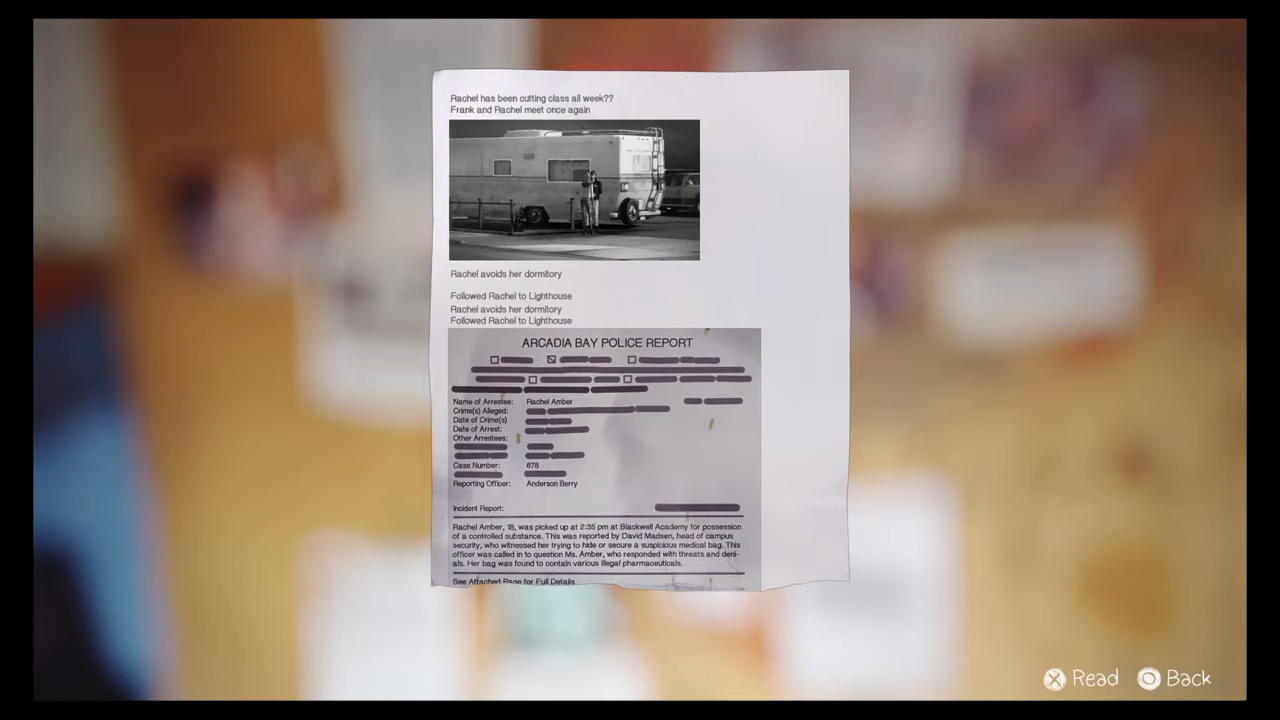 Rachel has been cutting class all week??
Frank and Rachel meet once again
Rachel avoids her dormitory
Followed Rachel to Lighthouse
Rachel avoids her dormitory
Followed Rachel to Lighthouse
ARCADIA BAY POLICE REPORT
Name of Arrestee: Rachel Amber
Crime(s) Alleged:
Date of Crime(s)
Date of Arrest:
Other Arrestees:
Case Number: 678
Reporting Officer: Anderson Berry
Incident Report:
Rachel Amber, 18, was picked up at 2:35 pm at Blackwell Academy for possession
of a controlled substance. This was reported by David Madsen, head of campus
security, who witnessed her trying to hide or secure a suspicious medical bag. This
officer was called in to question Ms. Amber, who responded with threats and deni-
als. Her bag was found to contain various illegal pharmaceuticals.
See Attached Page for Full Details
Read Back